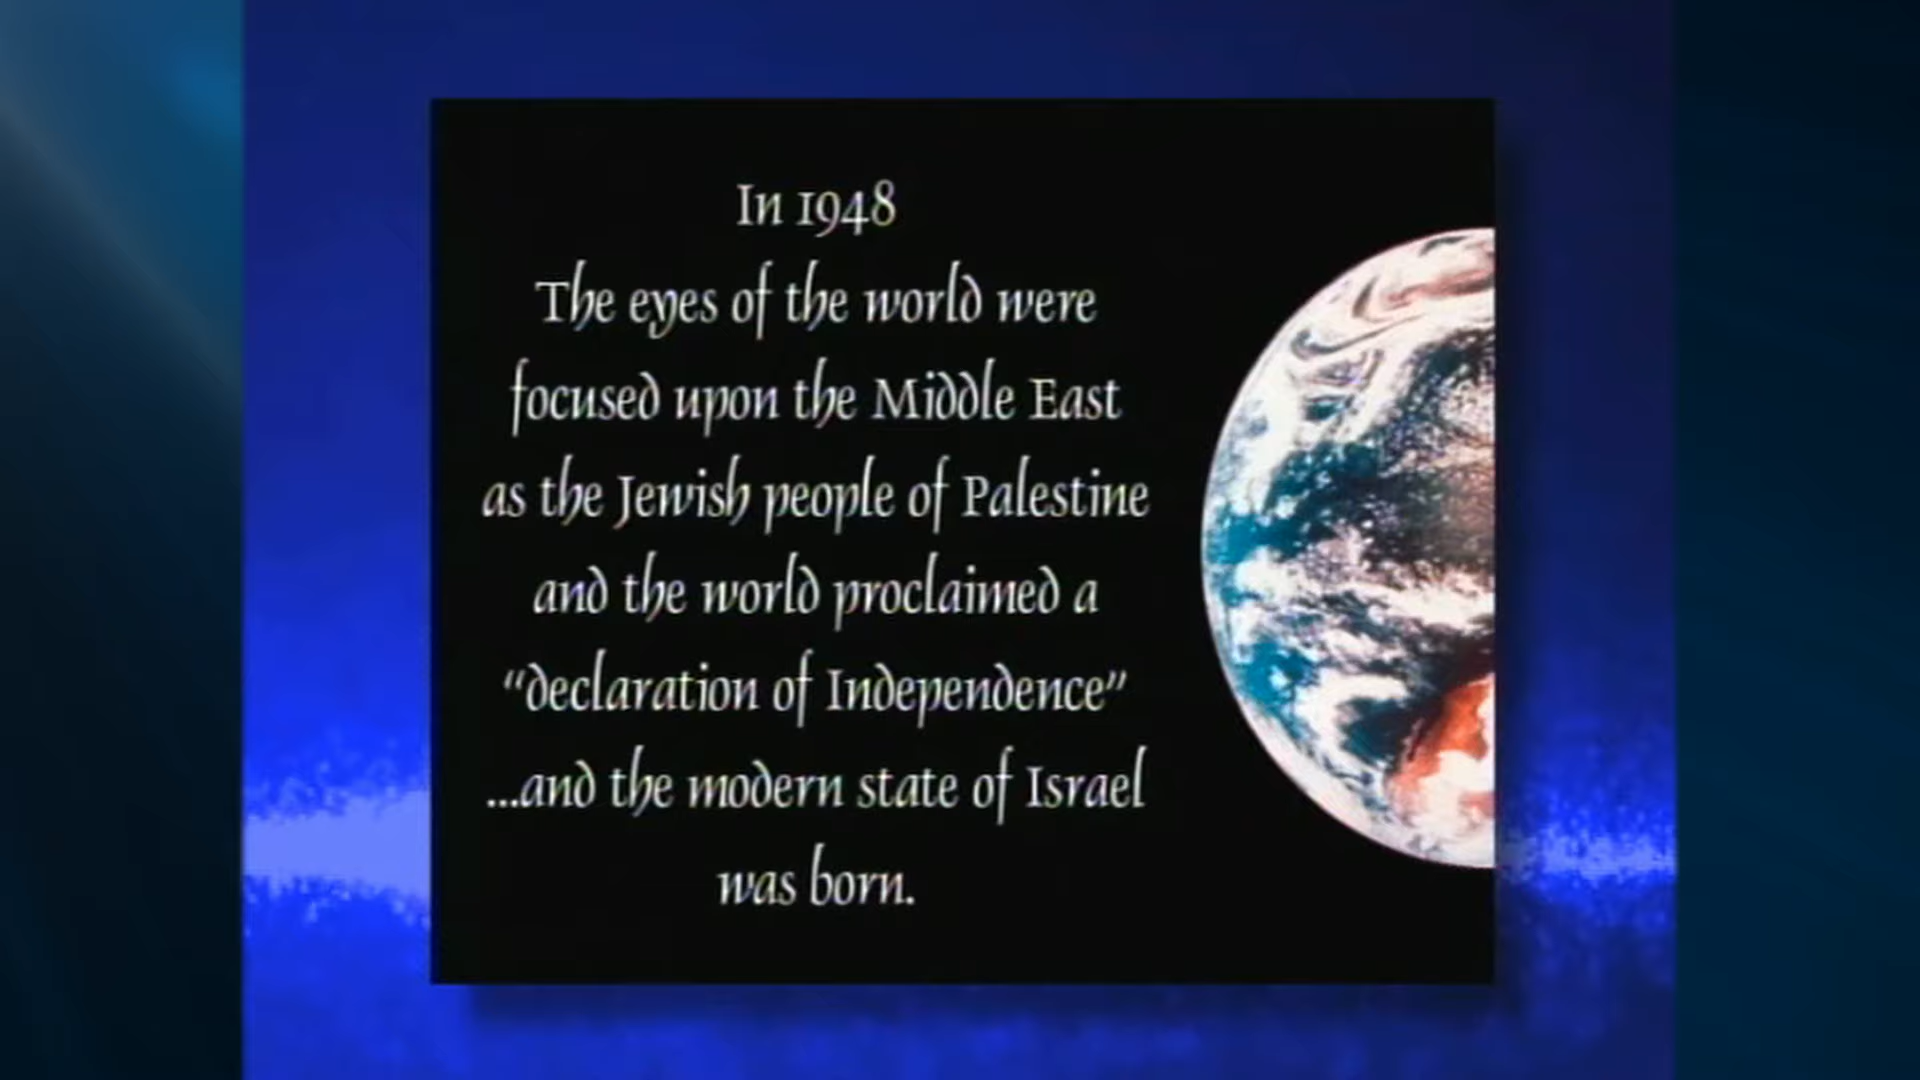 In 1948
The eyes of the world were
focused upon the Middle East
as the Jewish people of Palestine
and the world proclaimed a
“declaration of Independence”
...and the modern state of Israel
was born.